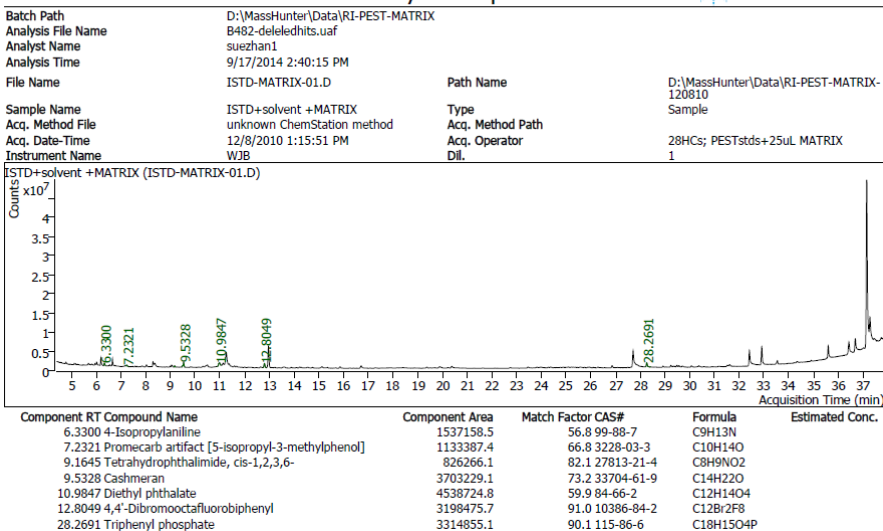 Batch Path D:\MassHunter\Data\RI-PEST-MATRIX
Analysis File Name B482-deleledhits.uaf
Analyst Name suezhan1
Analysis Time 9/17/2014 2:40:15 PM
File Name ISTD-MATRIX-01.D Path Name D:\MassHunter\Data\RI-PEST-MATRIX-
120810
Sample Name ISTD+solvent +MATRIX Type Sample
Acq. Method File unknown ChemStation method Acq. Method Path
Acq. Date-Time 12/8/2010 1:15:51 PM Acq. Operator 28HCs; PESTstds+25uL MATRIX
Instrument Name WJB Dil. 1
ISTD+solvent +MATRIX (ISTD-MATRIX-01.D)
Counts x10⁷
4
3.5
3
2.5
2
1.5
1
0.5
0
6.3300 7.2321 9.5328 10.9847 12.8049 28.2691
5 6 7 8 9 10 11 12 13 14 15 16 17 18 19 20 21 22 23 24 25 26 27 28 29 30 31 32 33 34 35 36 37
Acquisition Time (min)
Component RT Compound Name Component Area Match Factor CAS# Formula Estimated Conc.
6.3300 4-Isopropylaniline 1537158.5 56.8 99-88-7 C9H13N
7.2321 Promecarb artifact [5-isopropyl-3-methylphenol] 1133387.4 66.8 3228-03-3 C10H14O
9.1645 Tetrahydrophthalimide, cis-1,2,3,6- 826266.1 82.1 27813-21-4 C8H9NO2
9.5328 Cashmeran 3703229.1 73.2 33704-61-9 C14H22O
10.9847 Diethyl phthalate 4538724.8 59.9 84-66-2 C12H14O4
12.8049 4,4'-Dibromooctafluorobiphenyl 3198475.7 91.0 10386-84-2 C12Br2F8
28.2691 Triphenyl phosphate 3314855.1 90.1 115-86-6 C18H15O4P